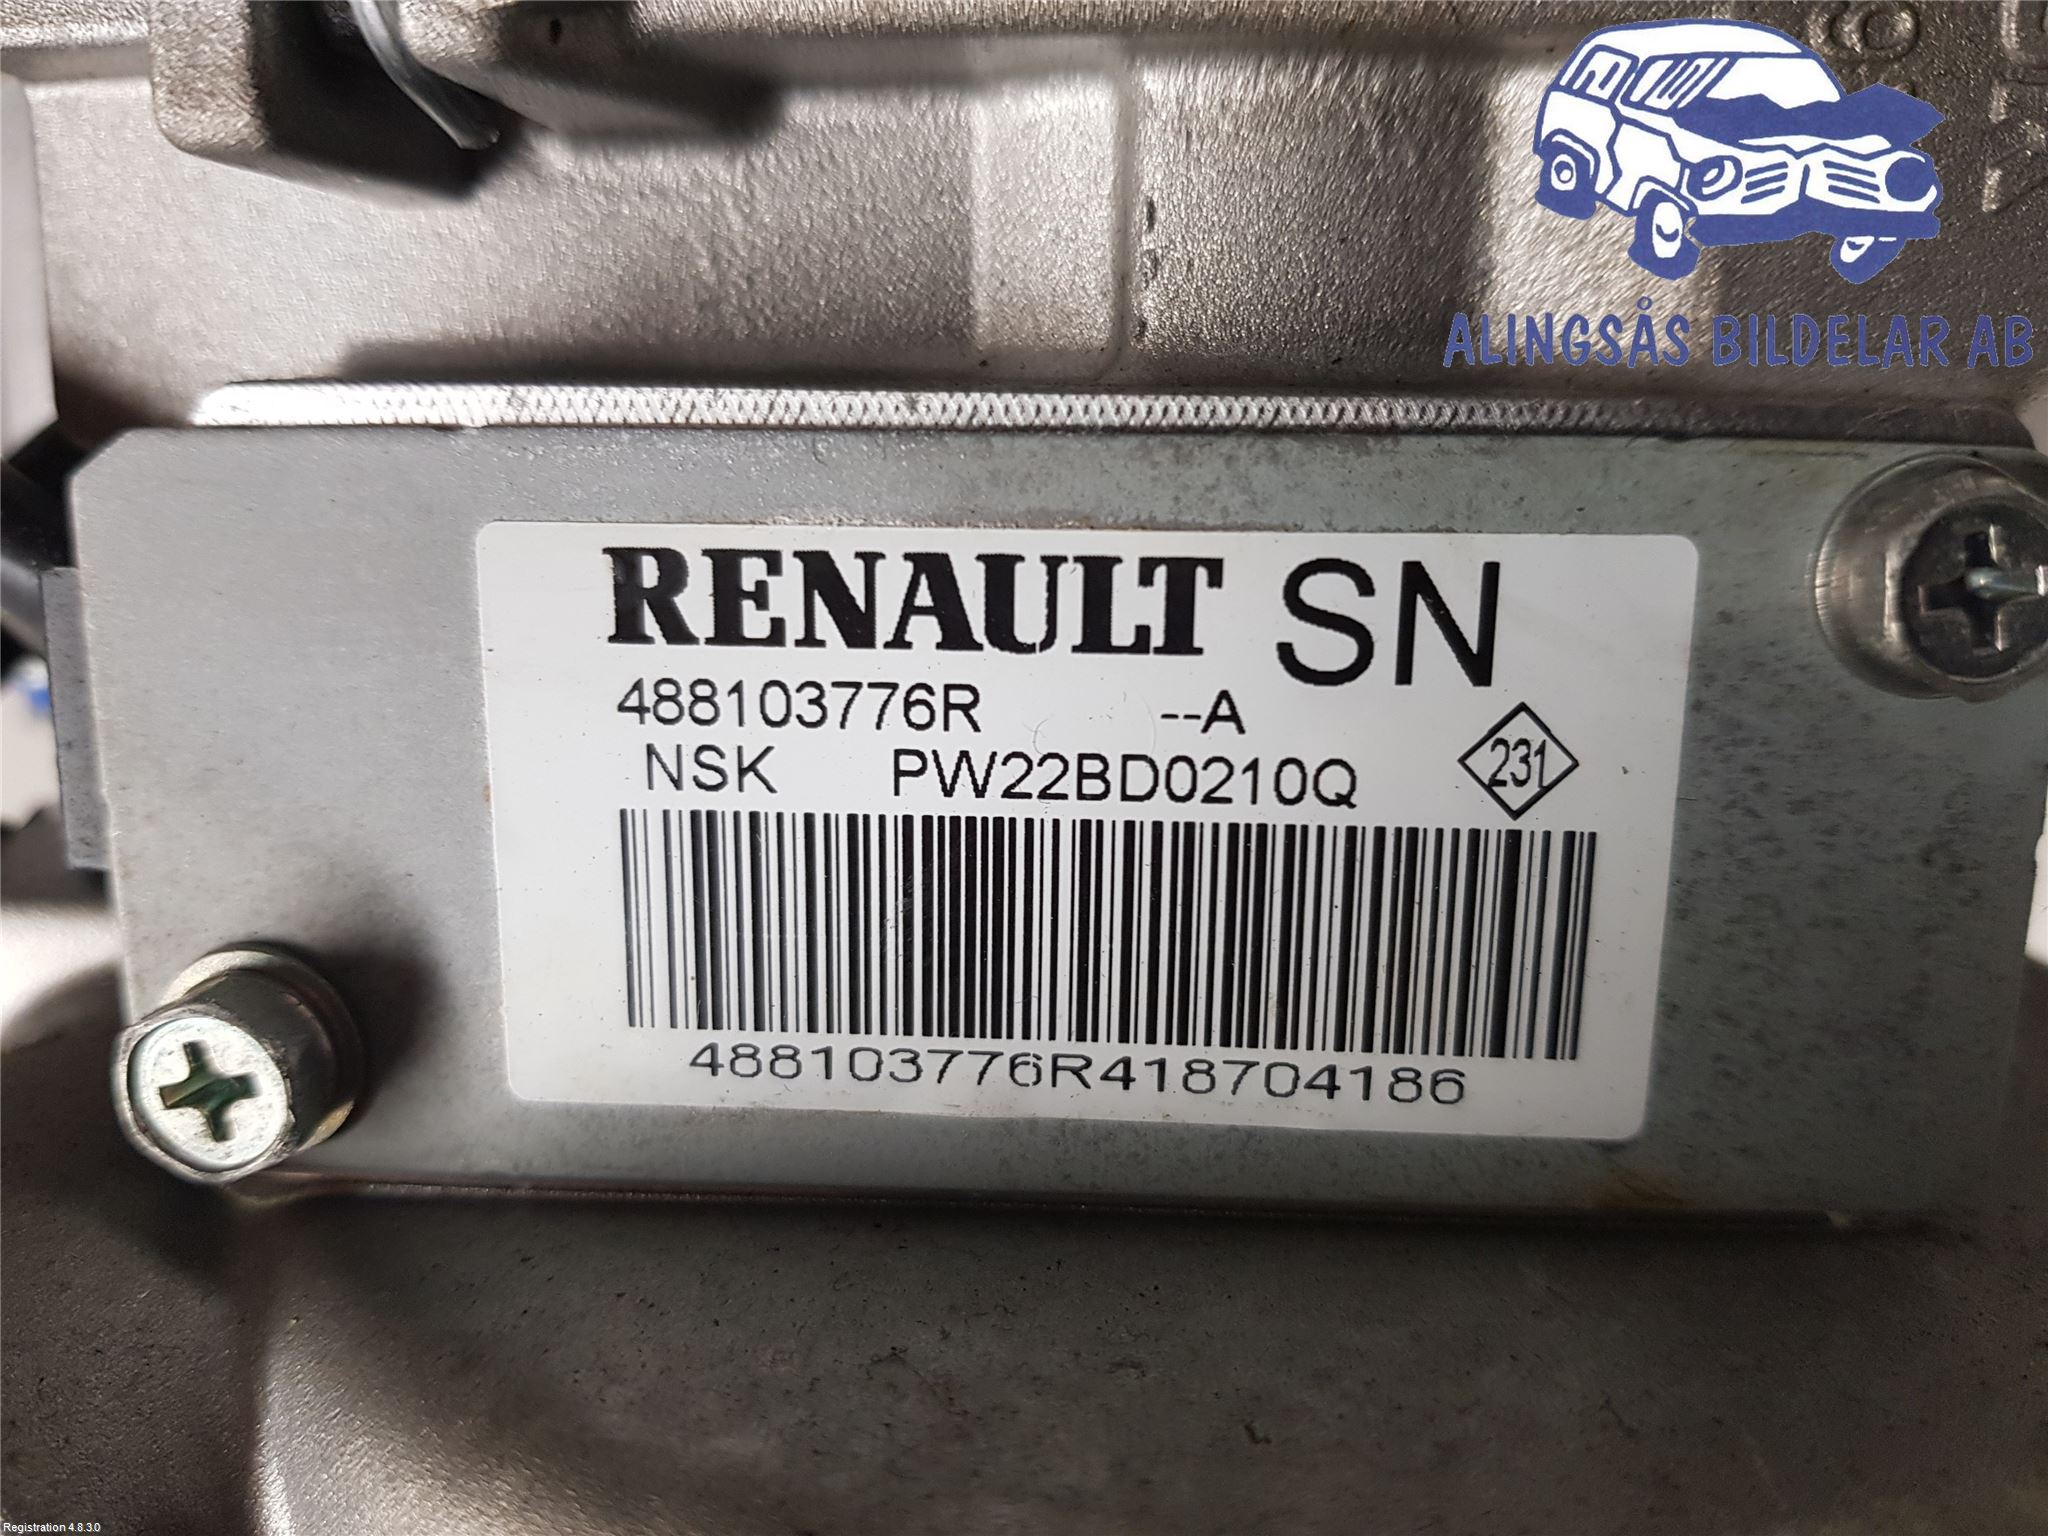 ALINGSÅS BILDELAR AB
RENAULT SN
488103776R --A
NSK PW22BD0210Q 231
488103776R418704186
Registration 4.8.3.0